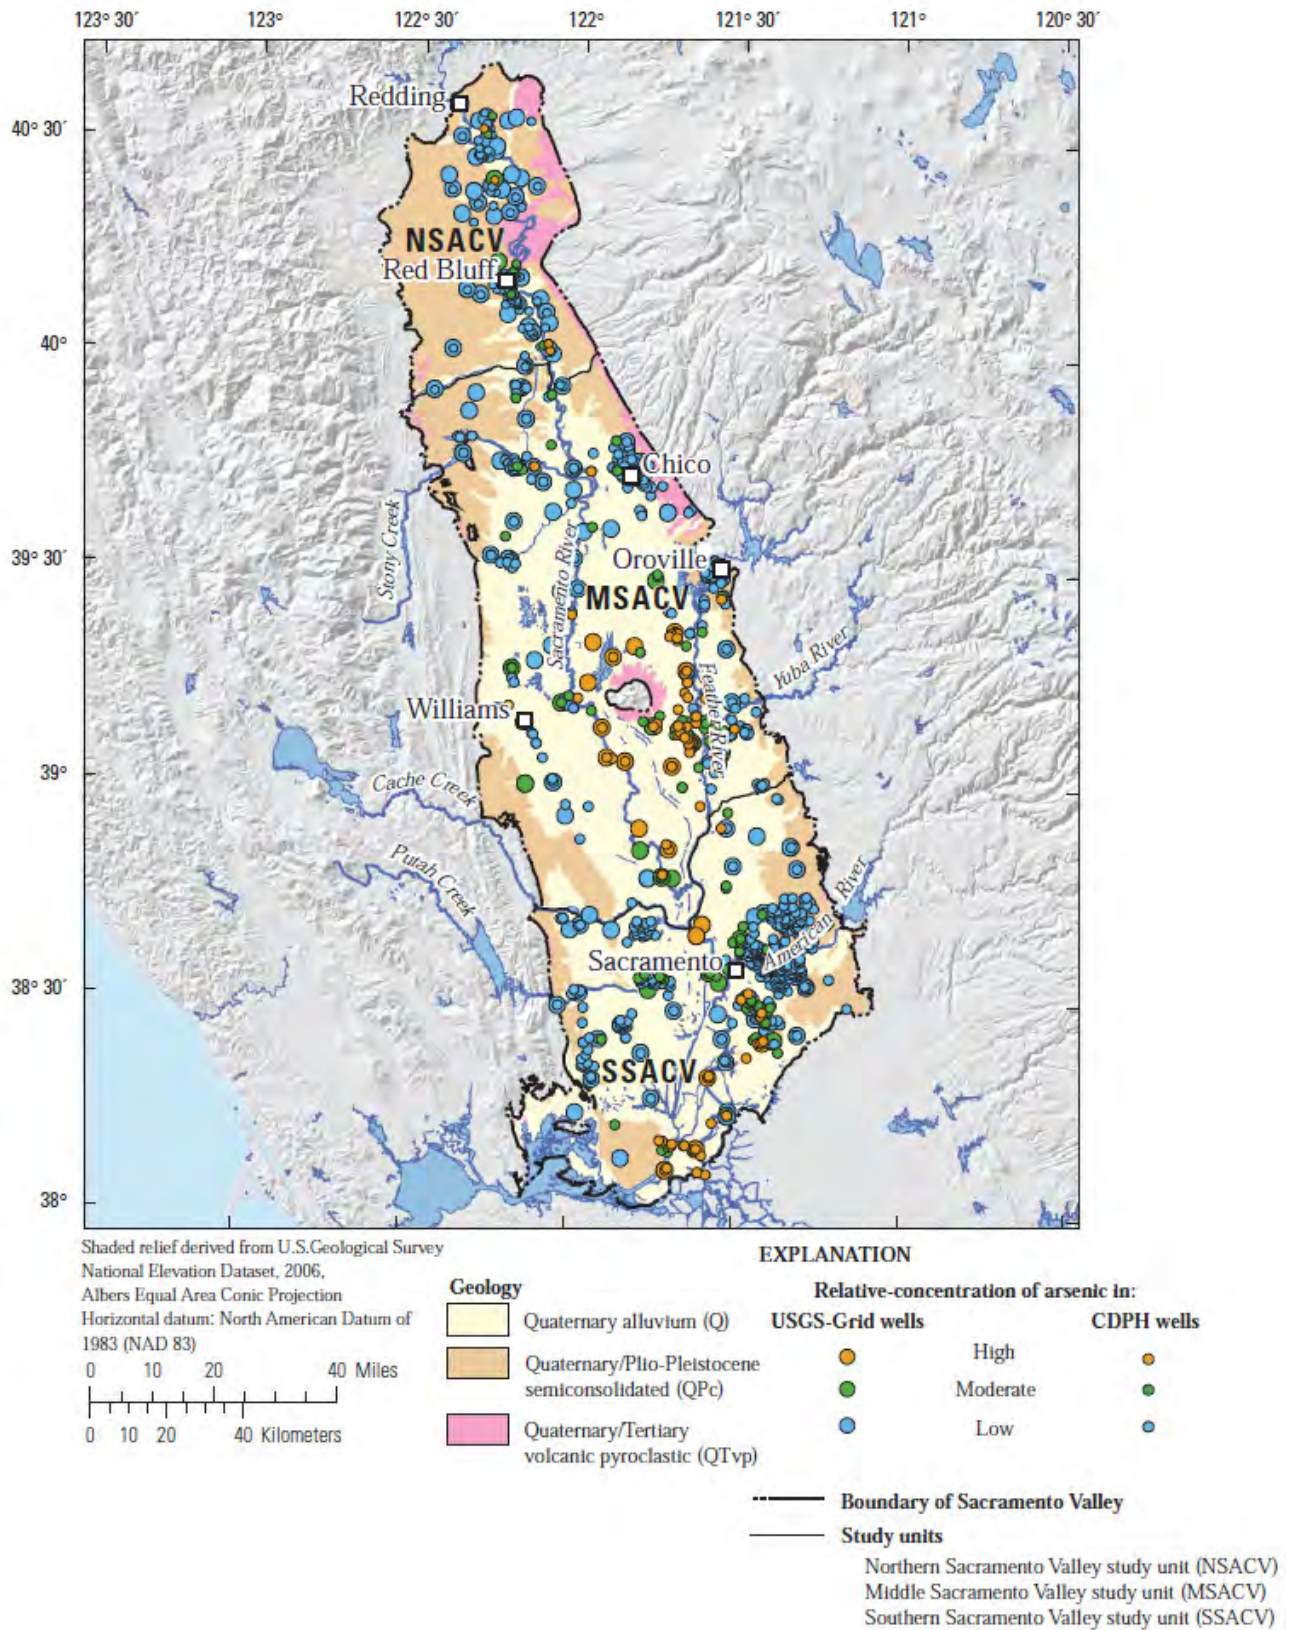 123° 30′ 123° 122° 30′ 122° 121° 30′ 121° 120° 30′
Redding
40° 30′
NSACV
Red Bluff
40°
Chico
Stony Creek
Sacramento River
39° 30′
Oroville
MSACV
Yuba River
Feather River
Williams
39°
Cache Creek
Putah Creek
American River
Sacramento
38° 30′
SSACV
38°
Shaded relief derived from U.S.Geological Survey
National Elevation Dataset, 2006,
Albers Equal Area Conic Projection
Horizontal datum: North American Datum of
1983 (NAD 83)
0 10 20 40 Miles
0 10 20 40 Kilometers
Geology
Quaternary alluvium (Q)
Quaternary/Plio-Pleistocene
semiconsolidated (QPc)
Quaternary/Tertiary
volcanic pyroclastic (QTvp)
EXPLANATION
Relative-concentration of arsenic in:
USGS-Grid wells CDPH wells
High
Moderate
Low
Boundary of Sacramento Valley
Study units
Northern Sacramento Valley study unit (NSACV)
Middle Sacramento Valley study unit (MSACV)
Southern Sacramento Valley study unit (SSACV)